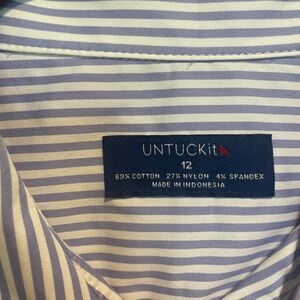 UNTUCKit
12
69% COTTON 27% NYLON 4% SPANDEX
MADE IN INDONESIA